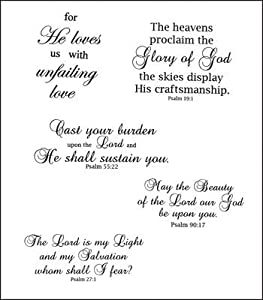 for
He loves
us with
unfailing
love
The heavens
proclaim the
Glory of God
the skies display
His craftsmanship.
Psalm 19:1
Cast your burden
upon the Lord and
He shall sustain you.
Psalm 55:22
May the Beauty
of the Lord our God
be upon you.
Psalm 90:17
The Lord is my Light
and my Salvation
whom shall I fear?
Psalm 27:1